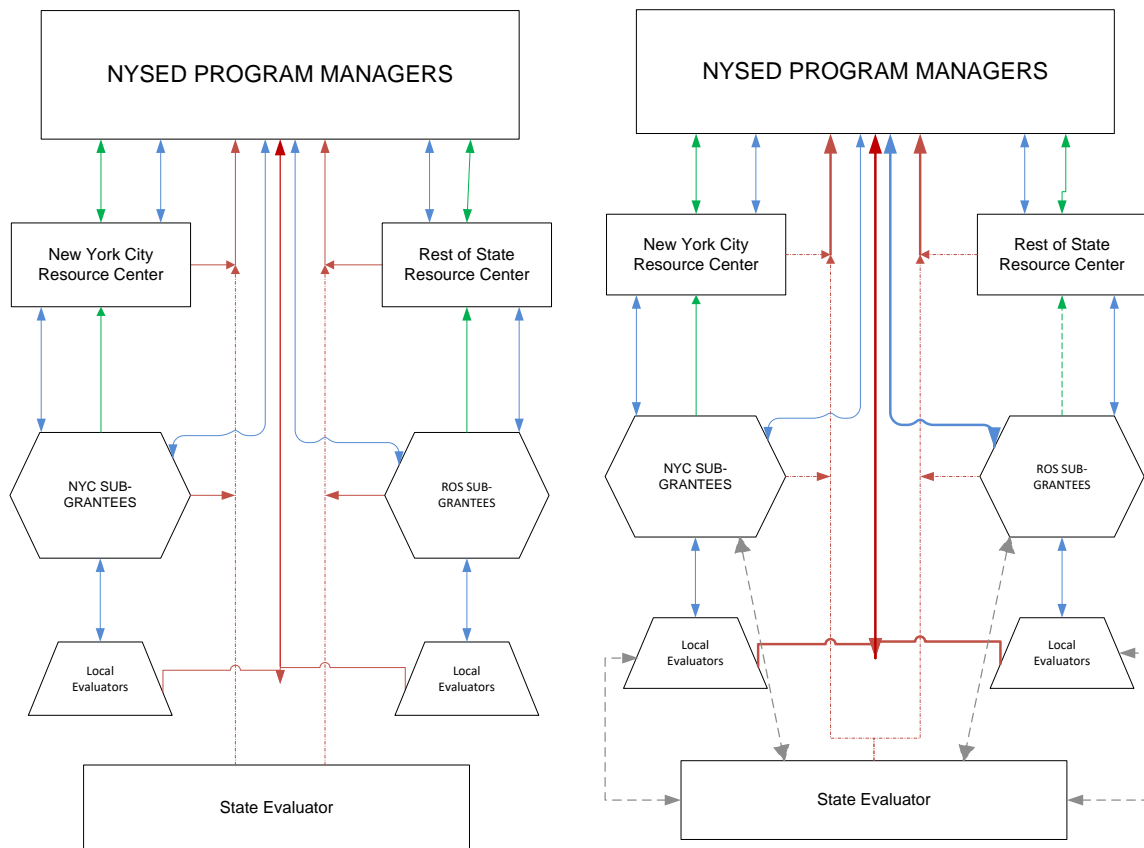 NYSED PROGRAM MANAGERS
New York City
Resource Center
Rest of State
Resource Center
NYC SUB-
GRANTEES
ROS SUB-
GRANTEES
Local
Evaluators
Local
Evaluators
State Evaluator
NYSED PROGRAM MANAGERS
New York City
Resource Center
Rest of State
Resource Center
NYC SUB-
GRANTEES
ROS SUB-
GRANTEES
Local
Evaluators
Local
Evaluators
State Evaluator